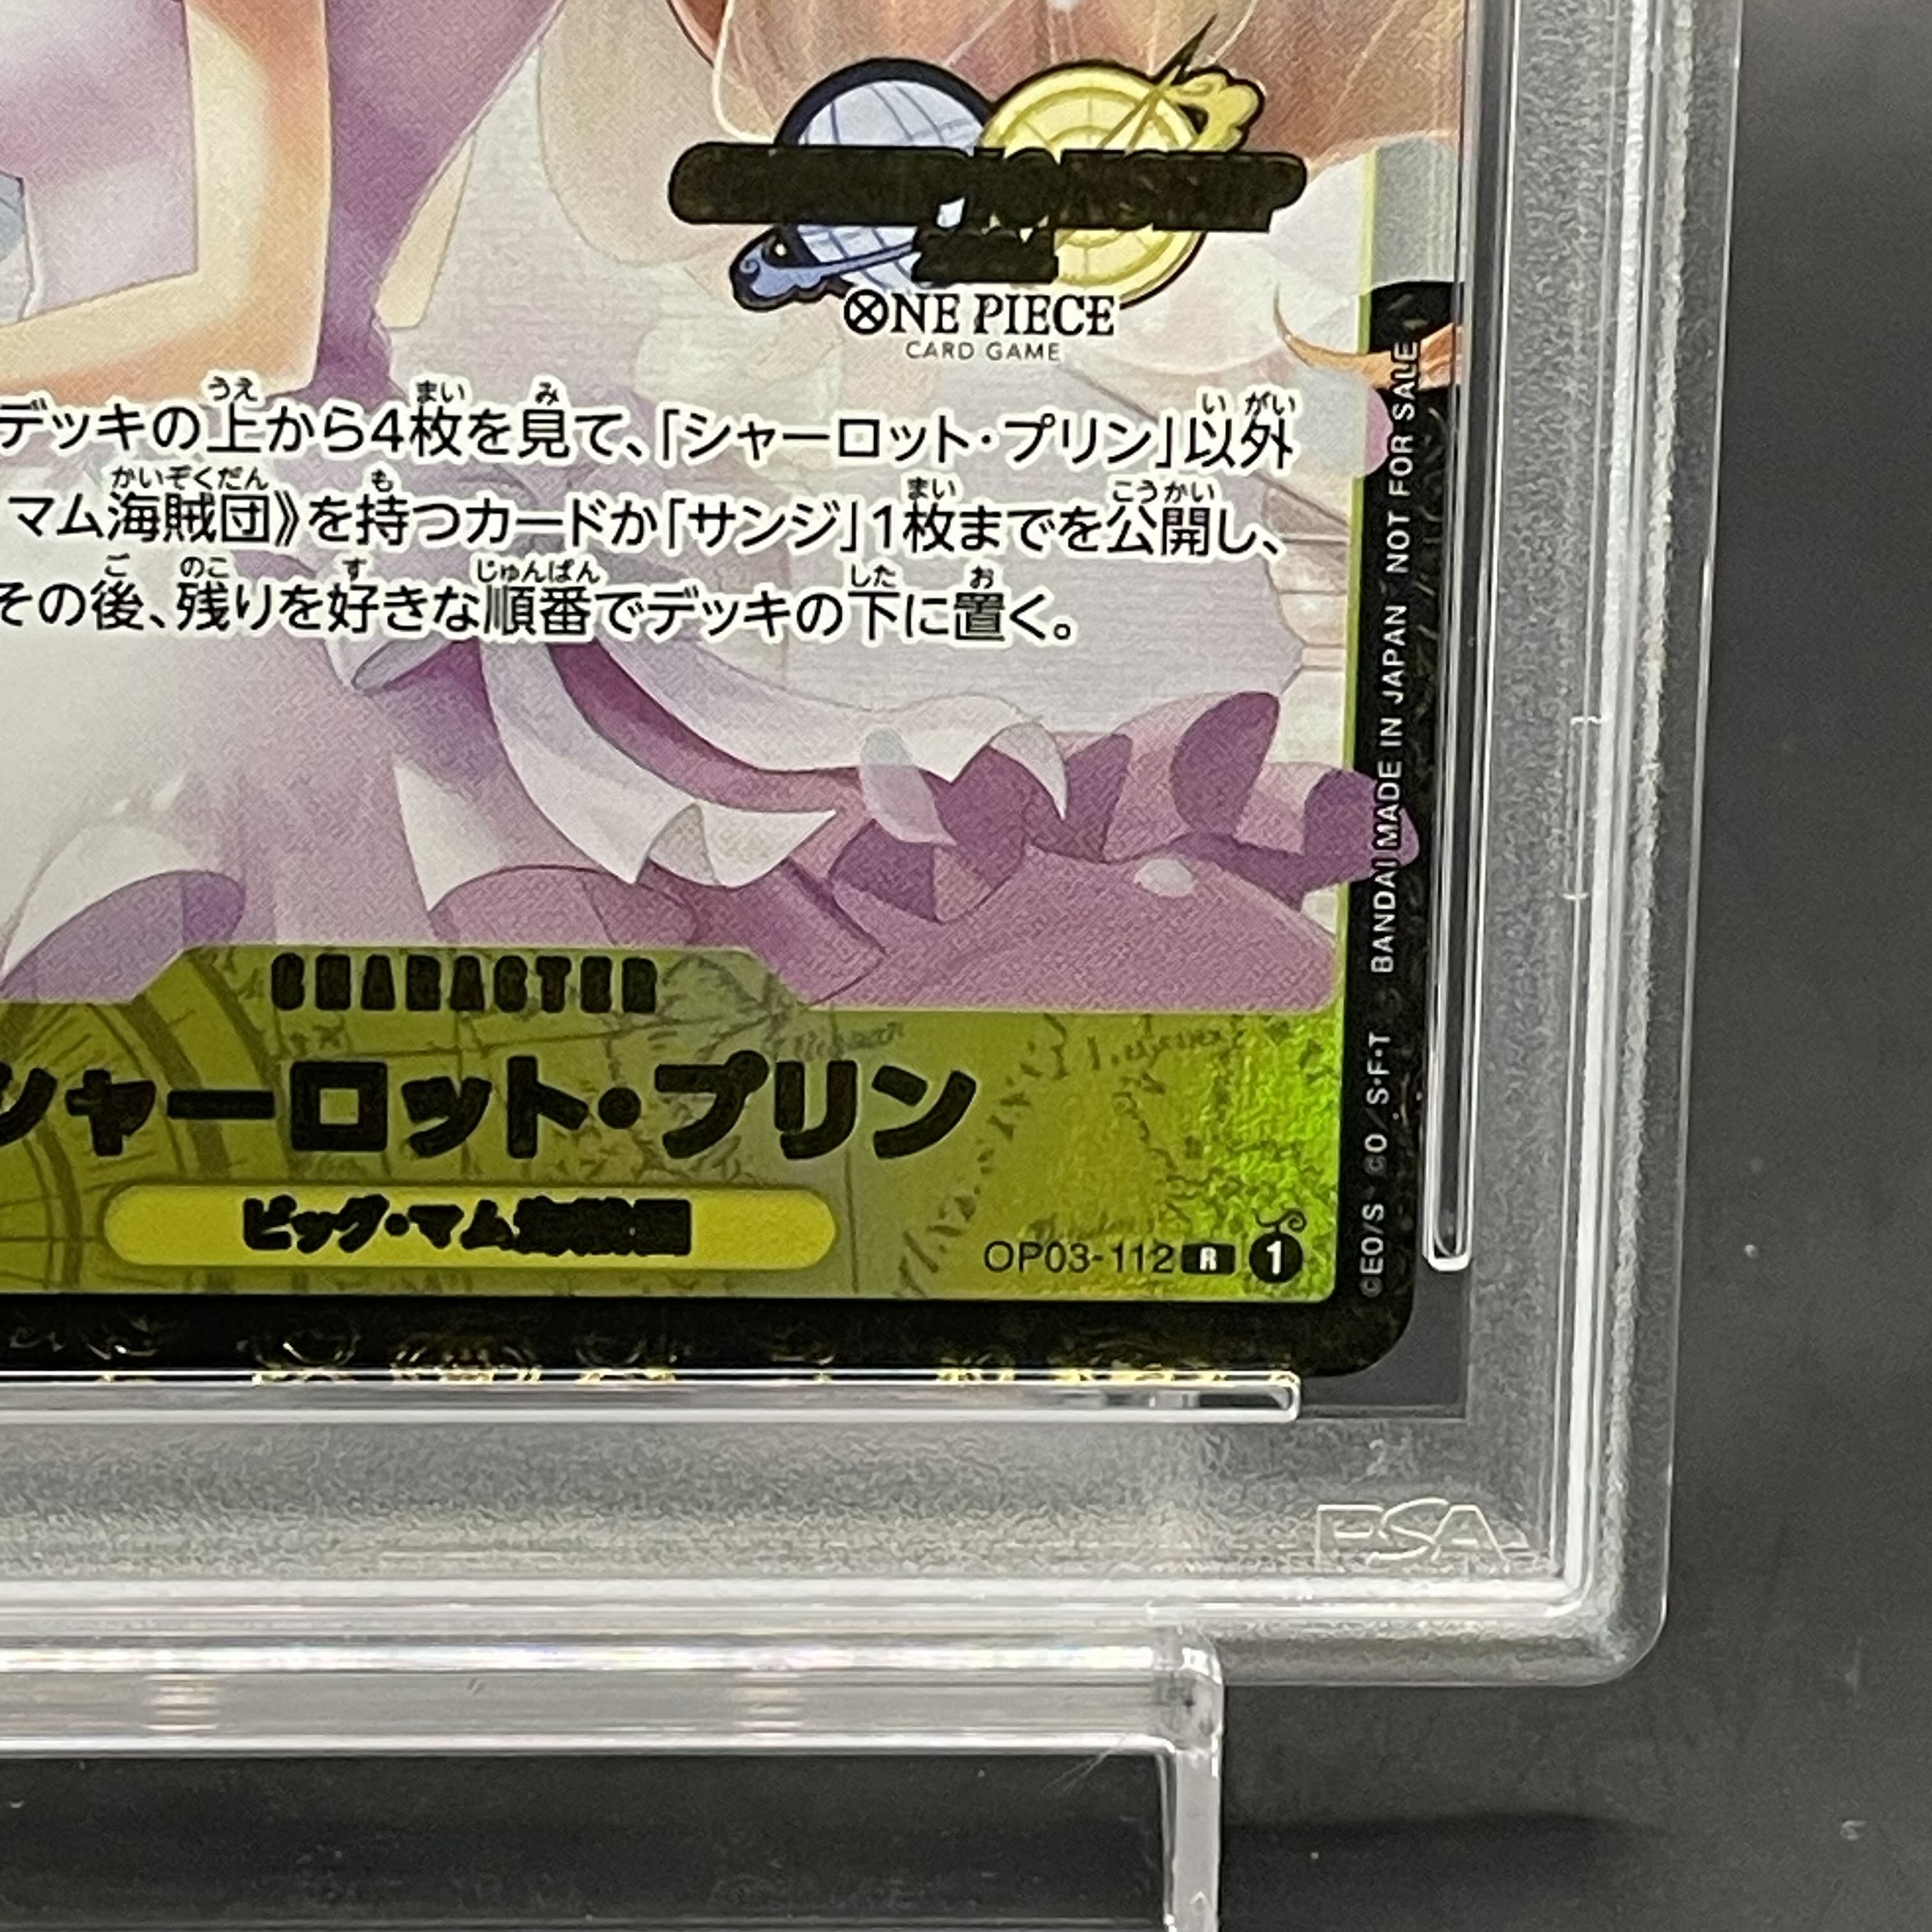 ONE PIECE
CARD GAME
デッキの上から4枚を見て、「シャーロット・プリン」以外
マム海賊団》を持つカードか「サンジ」1枚までを公開し、
その後、残りを好きな順番でデッキの下に置く。
CHARACTER
シャーロット・プリン
ビッグ・マム海賊団
OP03-112 R 1
©EO/S ©O/S·F·T BANDAI MADE IN JAPAN NOT FOR SALE
PSA